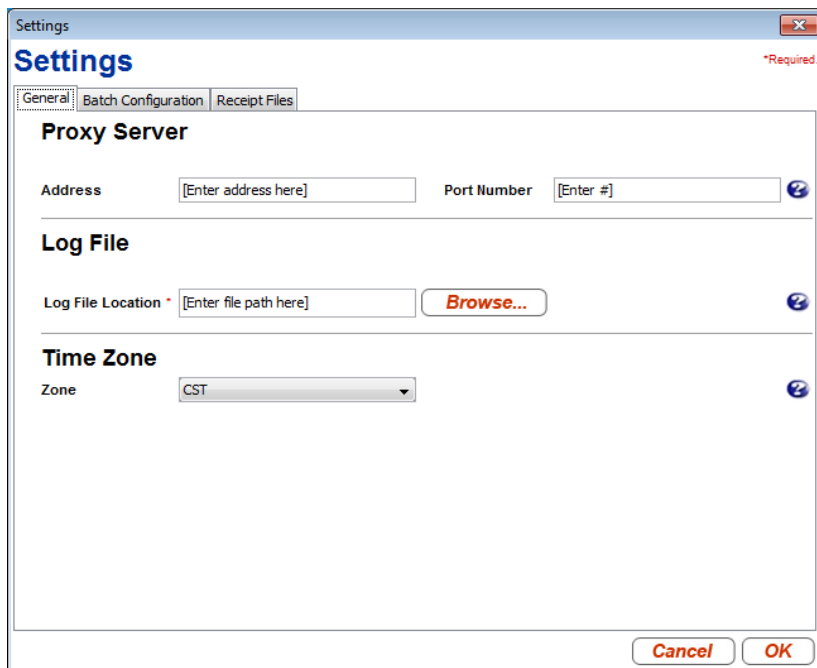 Settings
Settings
*Required.
General Batch Configuration Receipt Files
Proxy Server
Address [Enter address here] Port Number [Enter #]
Log File
Log File Location * [Enter file path here] Browse...
Time Zone
Zone CST
Cancel OK